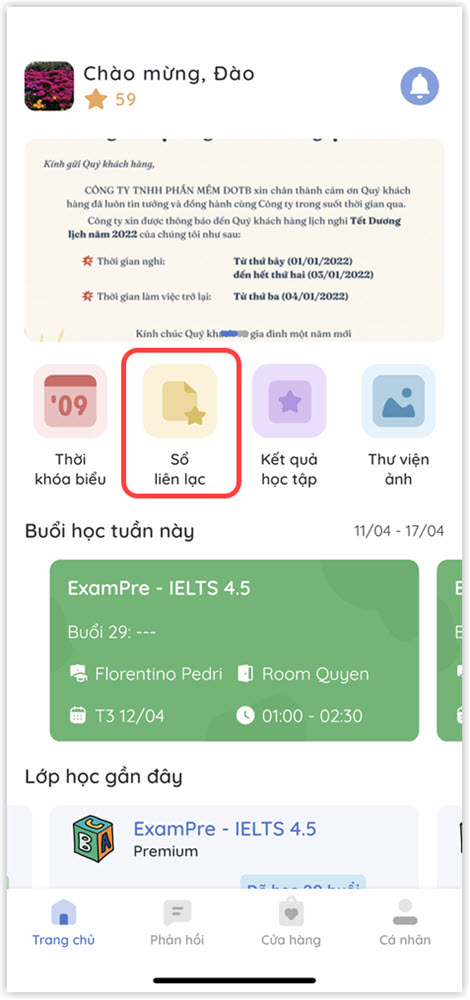 Chào mừng, Đào
59
Kính gửi Quý khách hàng,
CÔNG TY TNHH PHẦN MỀM DOTB xin chân thành cảm ơn Quý khách
hàng đã luôn tin tưởng và đồng hành cùng Công ty trong suốt thời gian qua.
Công ty xin được thông báo đến Quý khách hàng lịch nghỉ Tết Dương
lịch năm 2022 của chúng tôi như sau:
Thời gian nghỉ: Từ thứ bảy (01/01/2022)
đến hết thứ hai (03/01/2022)
Thời gian làm việc trở lại: Từ thứ ba (04/01/2022)
Kính chúc Quý gia đình một năm mới
'09
Thời
khóa biểu
Sổ
liên lạc
Kết quả
học tập
Thư viện
ảnh
Buổi học tuần này 11/04 - 17/04
ExamPre - IELTS 4.5
Buổi 29: ---
Florentino Pedri Room Quyen
T3 12/04 01:00 - 02:30
Lớp học gần đây
ExamPre - IELTS 4.5
Premium
Đã học 29 buổi
Trang chủ Phản hồi Cửa hàng Cá nhân